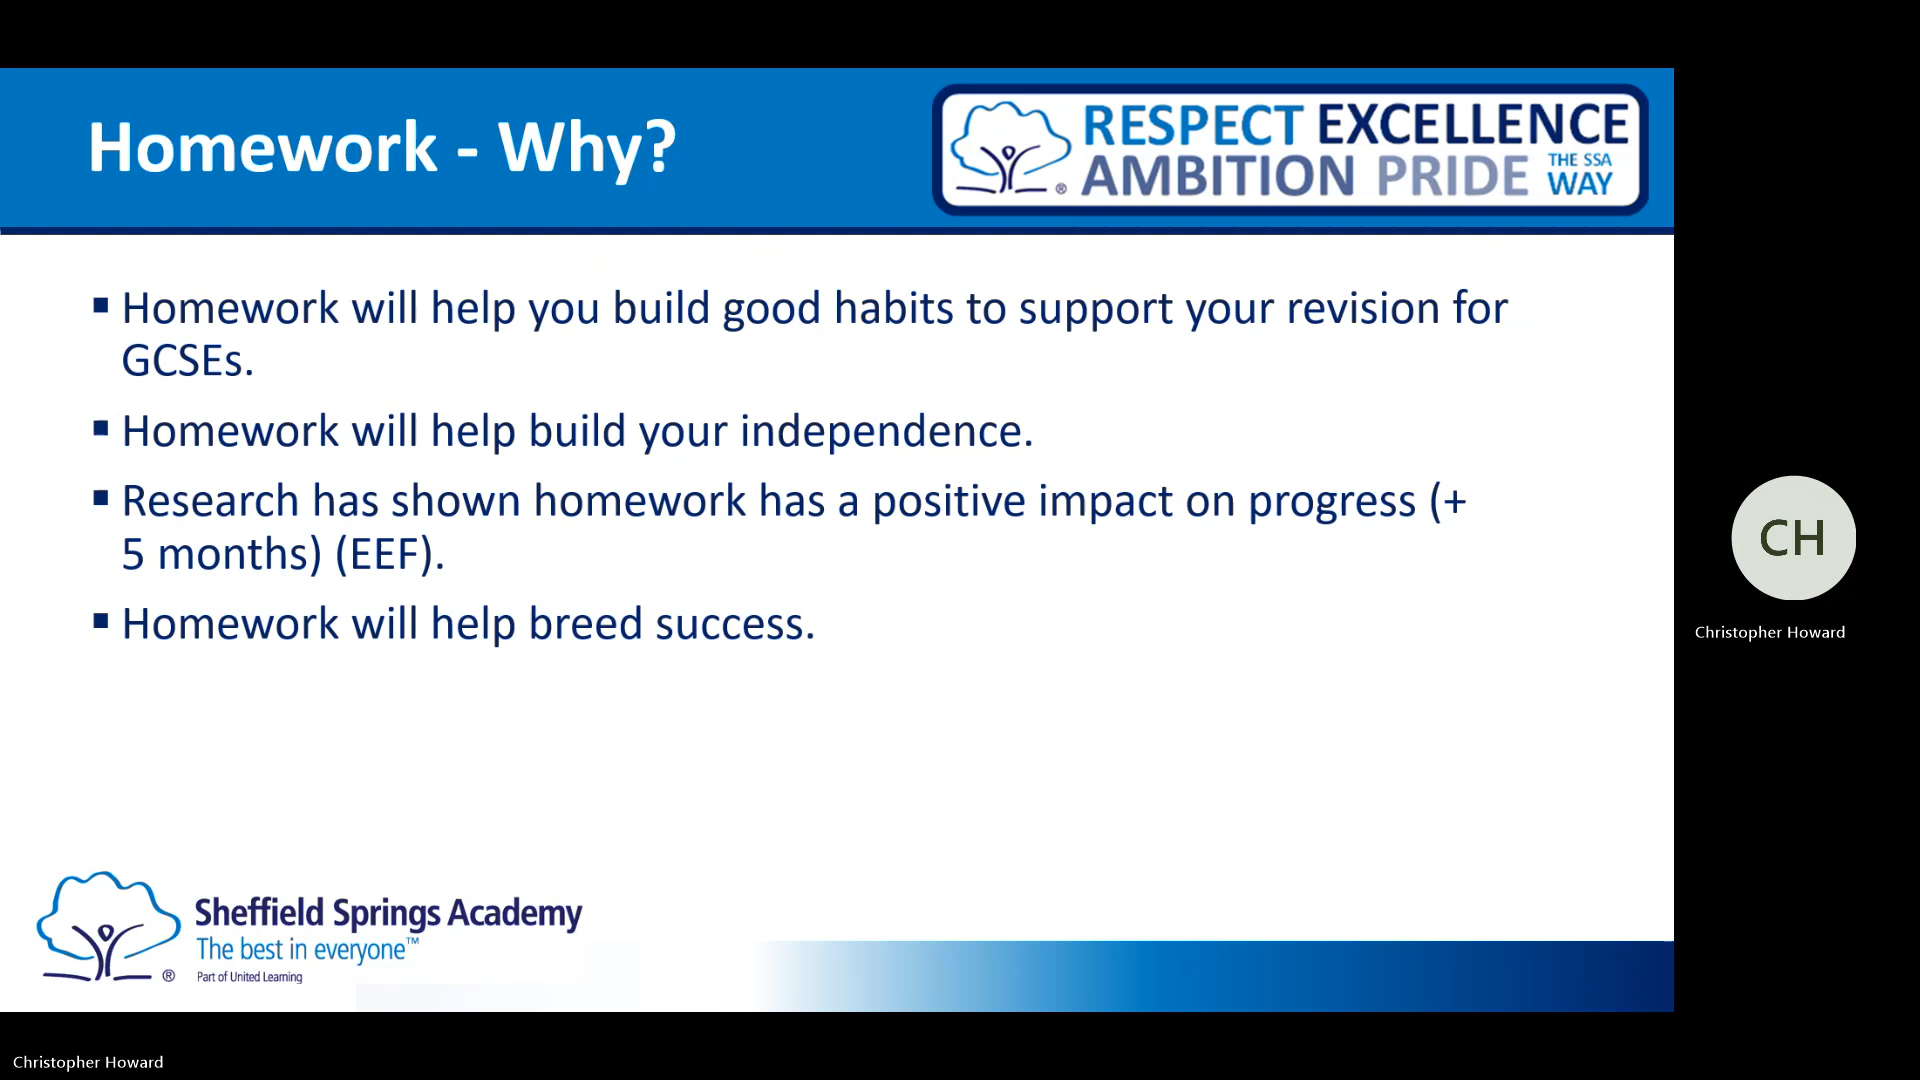 Homework - Why?
RESPECT EXCELLENCE
AMBITION PRIDE THE SSA WAY
®
▪ Homework will help you build good habits to support your revision for
GCSEs.
▪ Homework will help build your independence.
▪ Research has shown homework has a positive impact on progress (+
5 months) (EEF).
▪ Homework will help breed success.
CH
Christopher Howard
Sheffield Springs Academy
The best in everyone™
® Part of United Learning
Christopher Howard